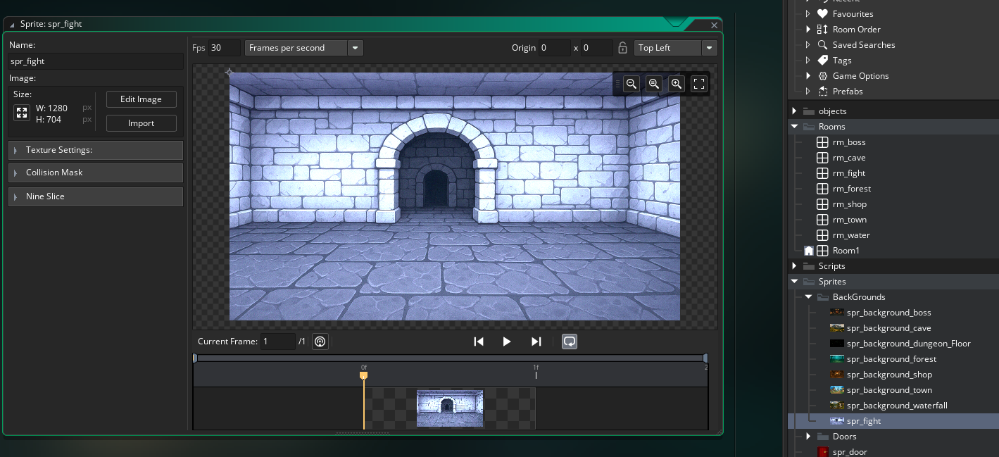 Sprite: spr_fight
Name:
spr_fight
Image:
Size:
W: 1280 px
H: 704 px
Edit Image
Import
Texture Settings:
Collision Mask
Nine Slice
Fps 30 Frames per second Origin 0 x 0 Top Left
Current Frame: 1 /1
0f 1f 2
Recent
Favourites
Room Order
Saved Searches
Tags
Game Options
Prefabs
objects
Rooms
rm_boss
rm_cave
rm_fight
rm_forest
rm_shop
rm_town
rm_water
Room1
Scripts
Sprites
BackGrounds
spr_background_boss
spr_background_cave
spr_background_dungeon_Floor
spr_background_forest
spr_background_shop
spr_background_town
spr_background_waterfall
spr_fight
Doors
spr_door